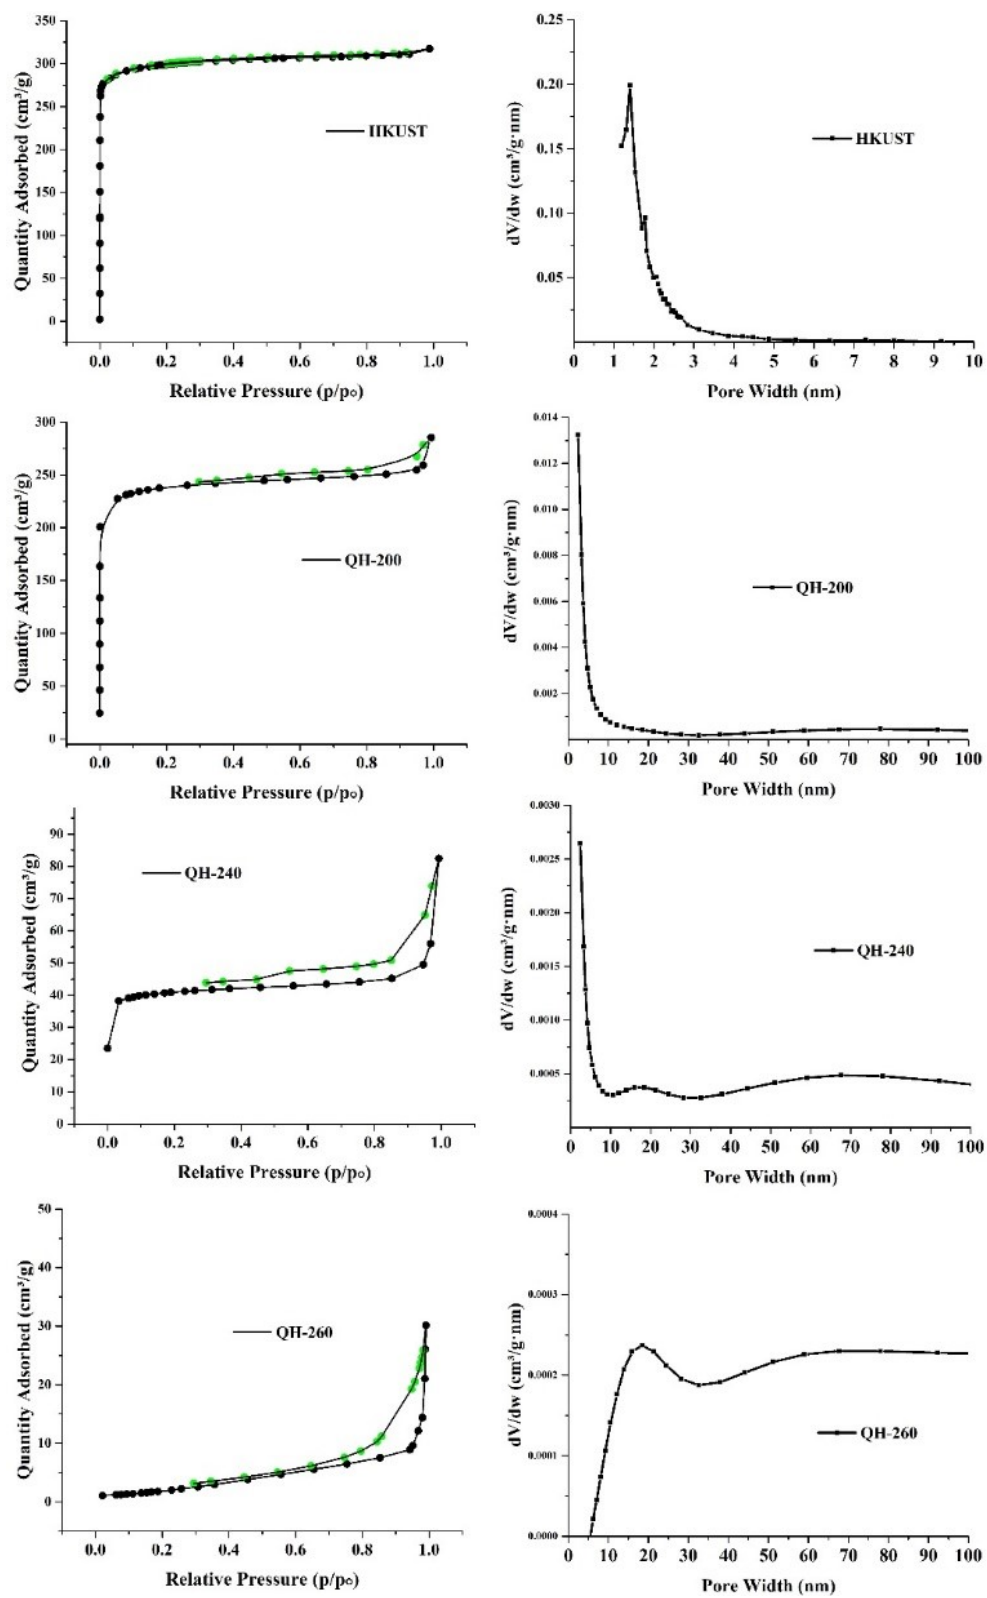 350
300
250
200
150
100
50
0
Quantity Adsorbed (cm³/g)
HKUST
0.0 0.2 0.4 0.6 0.8 1.0
Relative Pressure (p/p₀)
0.25
0.20
0.15
0.10
0.05
dV/dw (cm³/g·nm)
HKUST
0 1 2 3 4 5 6 7 8 9 10
Pore Width (nm)
300
250
200
150
100
50
0
Quantity Adsorbed (cm³/g)
QH-200
0.0 0.2 0.4 0.6 0.8 1.0
Relative Pressure (p/p₀)
0.014
0.012
0.010
0.008
0.006
0.004
0.002
dV/dw (cm³/g·nm)
QH-200
0 10 20 30 40 50 60 70 80 90 100
Pore Width (nm)
90
80
70
60
50
40
30
20
10
0
Quantity Adsorbed (cm³/g)
QH-240
0.0 0.2 0.4 0.6 0.8 1.0
Relative Pressure (p/p₀)
0.0030
0.0025
0.0020
0.0015
0.0010
0.0005
dV/dw (cm³/g·nm)
QH-240
0 10 20 30 40 50 60 70 80 90 100
Pore Width (nm)
50
40
30
20
10
0
Quantity Adsorbed (cm³/g)
QH-260
0.0 0.2 0.4 0.6 0.8 1.0
Relative Pressure (p/p₀)
0.0004
0.0003
0.0002
0.0001
0.0000
dV/dw (cm³/g·nm)
QH-260
0 10 20 30 40 50 60 70 80 90 100
Pore Width (nm)